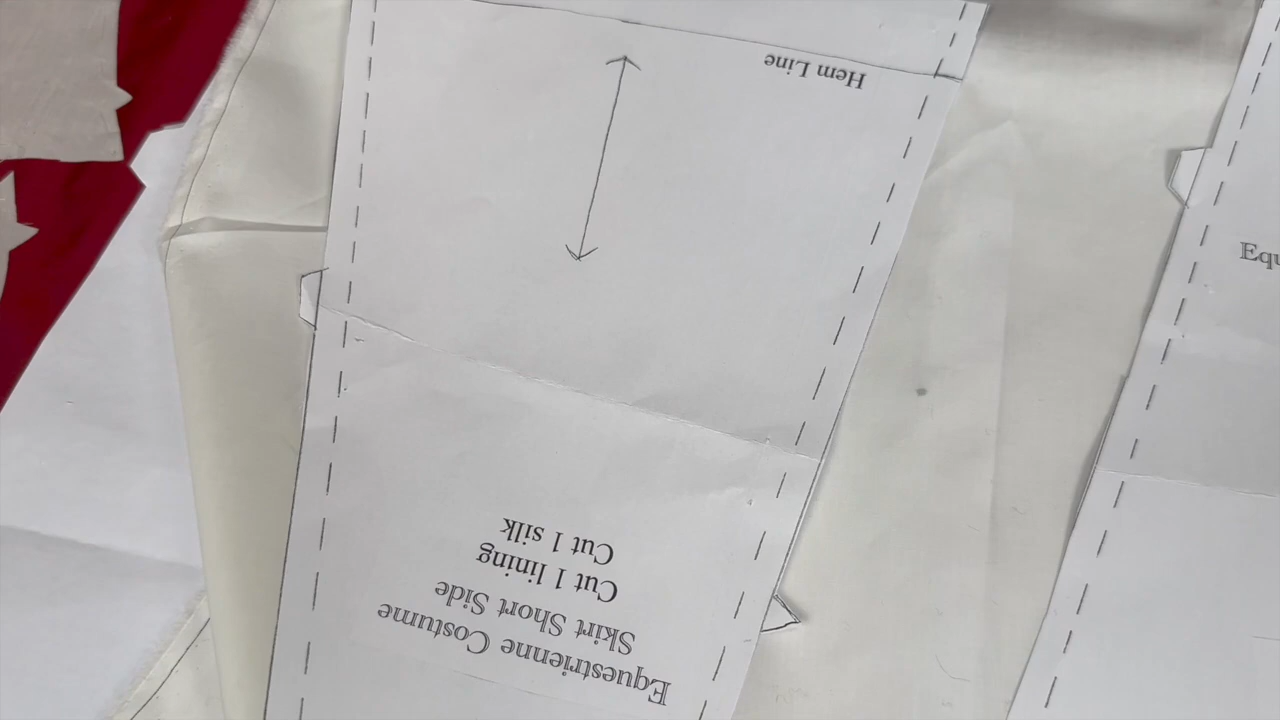 Equestrienne Costume
Skirt Short Side
Cut 1 lining
Cut 1 silk
Hem Line